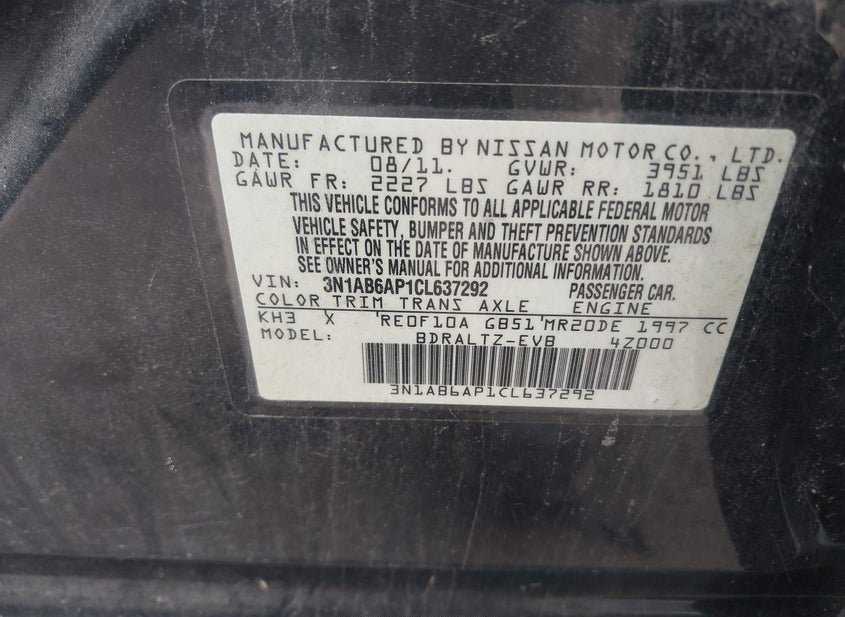 MANUFACTURED BY NISSAN MOTOR CO., LTD.
DATE: 08/11. GVWR: 3951 LBS
GAWR FR: 2227 LBS GAWR RR: 1810 LBS
THIS VEHICLE CONFORMS TO ALL APPLICABLE FEDERAL MOTOR
VEHICLE SAFETY, BUMPER AND THEFT PREVENTION STANDARDS
IN EFFECT ON THE DATE OF MANUFACTURE SHOWN ABOVE.
SEE OWNER'S MANUAL FOR ADDITIONAL INFORMATION.
VIN: 3N1AB6AP1CL637292 PASSENGER CAR.
COLOR TRIM TRANS AXLE ENGINE
KH3 X 'RE0F10A GB51'MR20DE 1997 CC
MODEL: BDRALTZ-EVB 4Z000
3N1AB6AP1CL637292